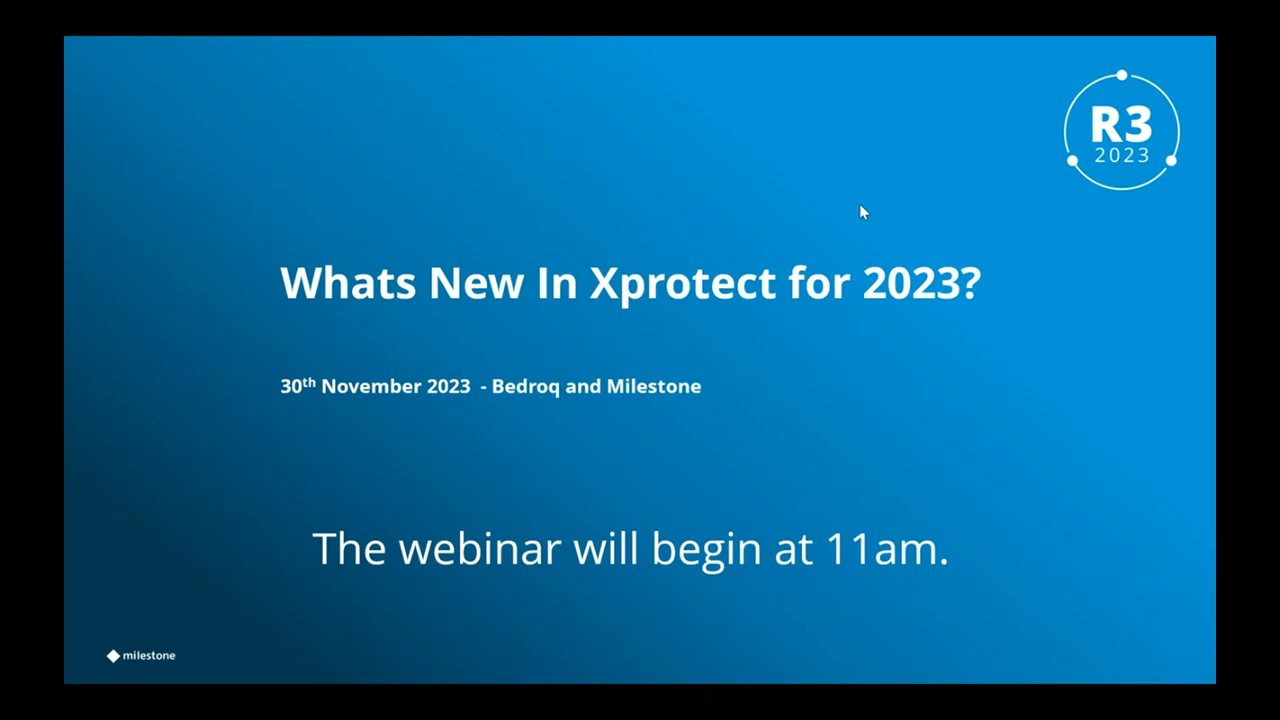 R3
2023
Whats New In Xprotect for 2023?
30th November 2023 - Bedroq and Milestone
The webinar will begin at 11am.
milestone